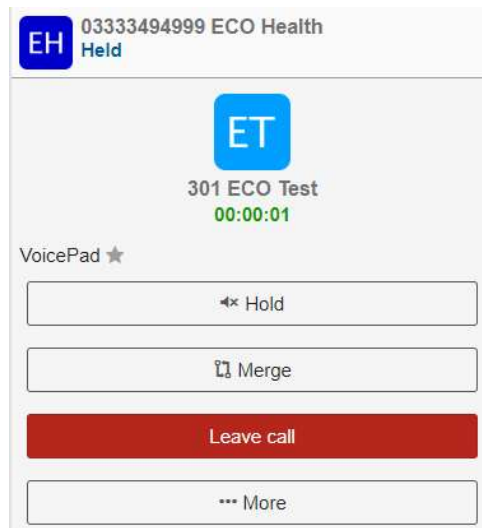 EH
03333494999 ECO Health
Held
ET
301 ECO Test
00:00:01
VoicePad
Hold
Merge
Leave call
More